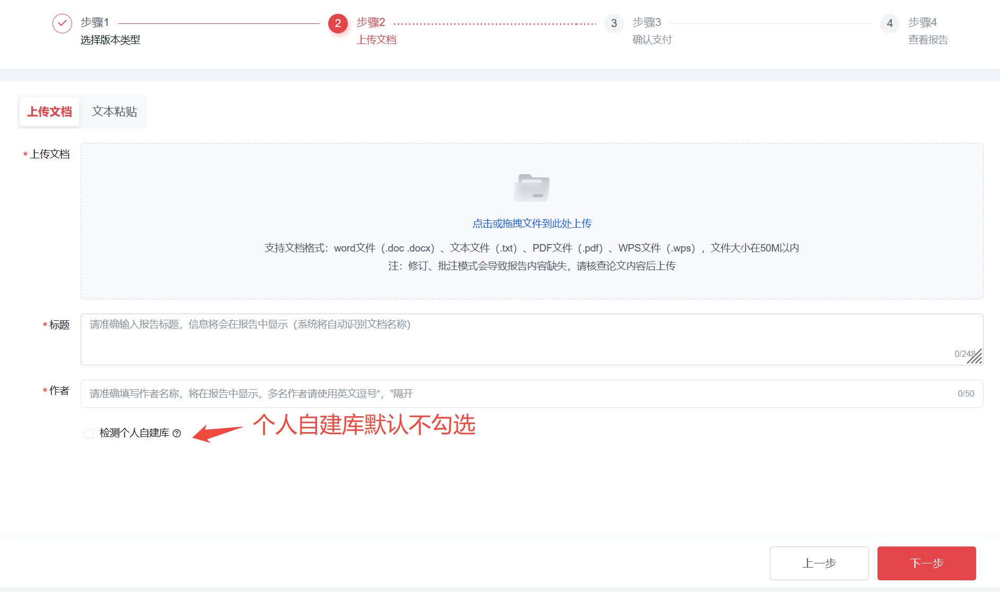 步骤1
选择版本类型
2
步骤2
上传文档
3
步骤3
确认支付
4
步骤4
查看报告
上传文档
文本粘贴
*上传文档
点击或拖拽文件到此处上传
支持文档格式：word文件（.doc .docx）、文本文件（.txt）、PDF文件（.pdf）、WPS文件（.wps），文件大小在50M以内
注：修订、批注模式会导致报告内容缺失，请核查论文内容后上传
*标题
请准确输入报告标题，信息将会在报告中显示（系统将自动识别文档名称）
0/248
*作者
请准确填写作者名称，将在报告中显示，多名作者请使用英文逗号“，”隔开
0/50
检测个人自建库?
个人自建库默认不勾选
上一步
下一步